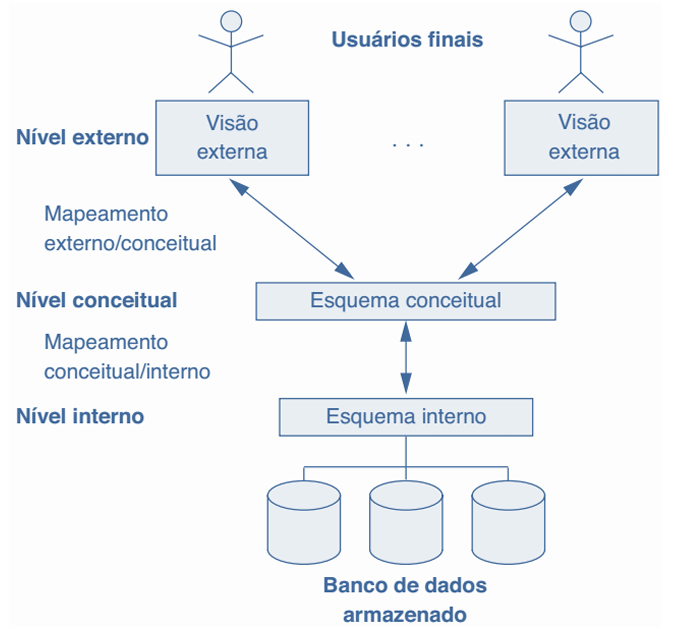 Usuários finais
Nível externo
Visão
externa
. . .
Visão
externa
Mapeamento
externo/conceitual
Nível conceitual
Esquema conceitual
Mapeamento
conceitual/interno
Nível interno
Esquema interno
Banco de dados
armazenado